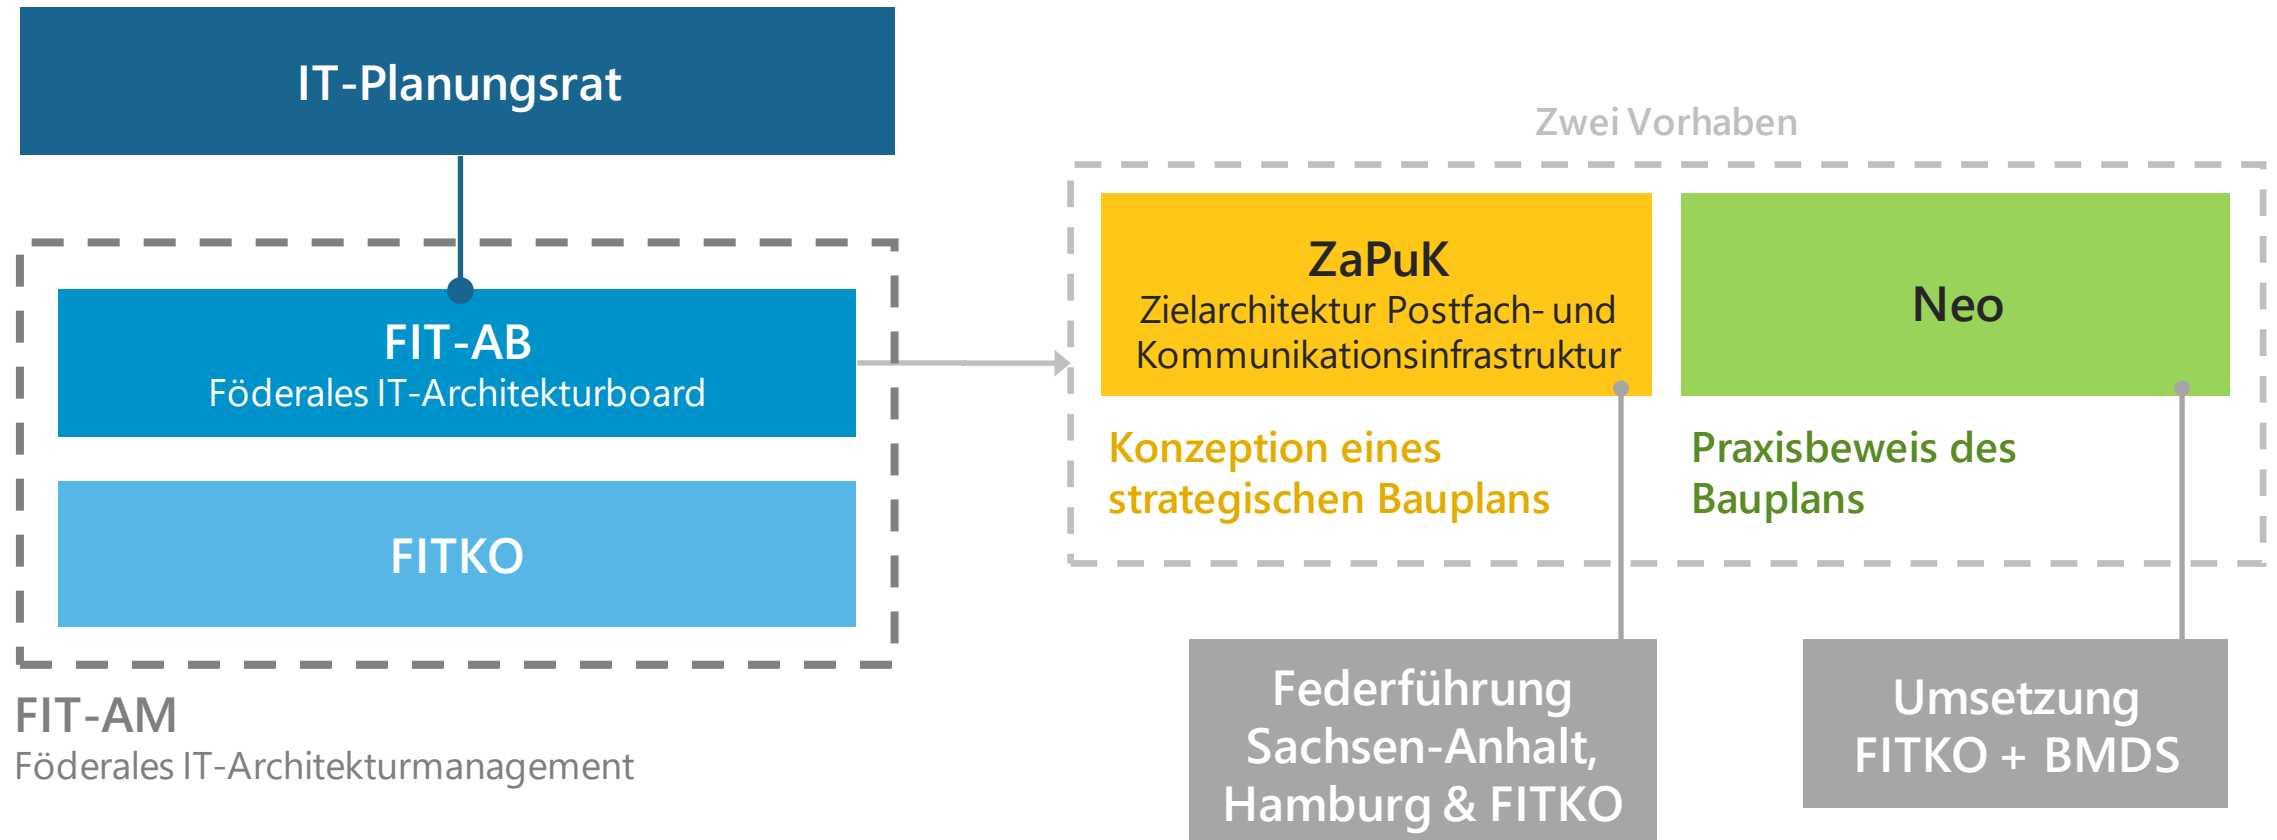 IT-Planungsrat
FIT-AB
Föderales IT-Architekturboard
FITKO
FIT-AM
Föderales IT-Architekturmanagement
Zwei Vorhaben
ZaPuK
Zielarchitektur Postfach- und
Kommunikationsinfrastruktur
Konzeption eines
strategischen Bauplans
Neo
Praxisbeweis des
Bauplans
Federführung
Sachsen-Anhalt,
Hamburg & FITKO
Umsetzung
FITKO + BMDS